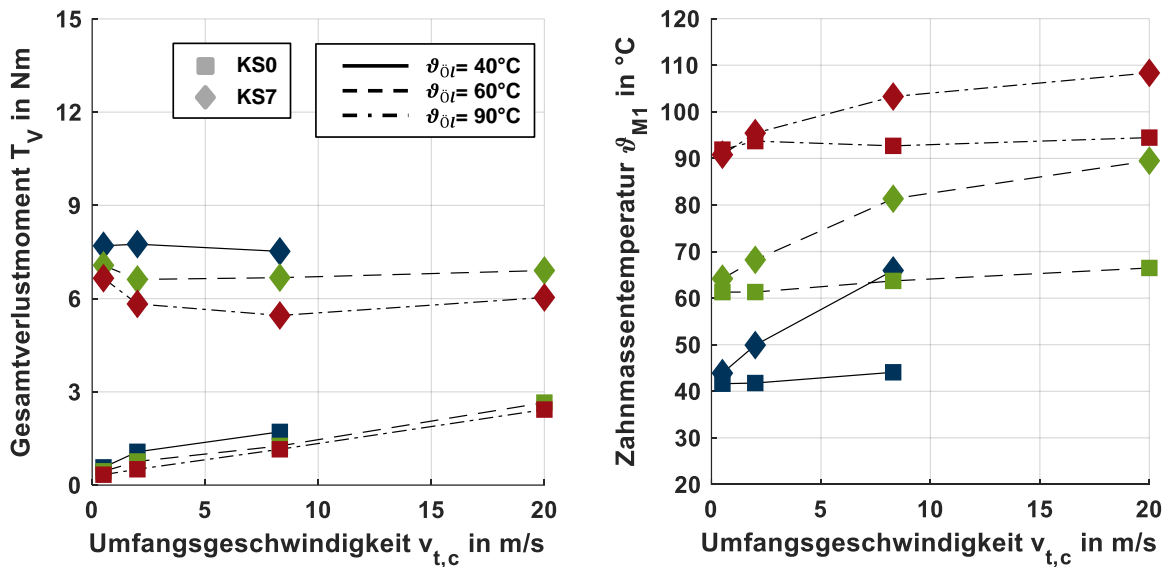 Gesamtverlustmoment T_V in Nm
15
12
9
6
3
0
KS0
KS7
ϑ_Öl= 40°C
ϑ_Öl= 60°C
ϑ_Öl= 90°C
0 5 10 15 20
Umfangsgeschwindigkeit v_t,c in m/s
Zahnmassentemperatur ϑ_M1 in °C
120
110
100
90
80
70
60
50
40
30
20
0 5 10 15 20
Umfangsgeschwindigkeit v_t,c in m/s